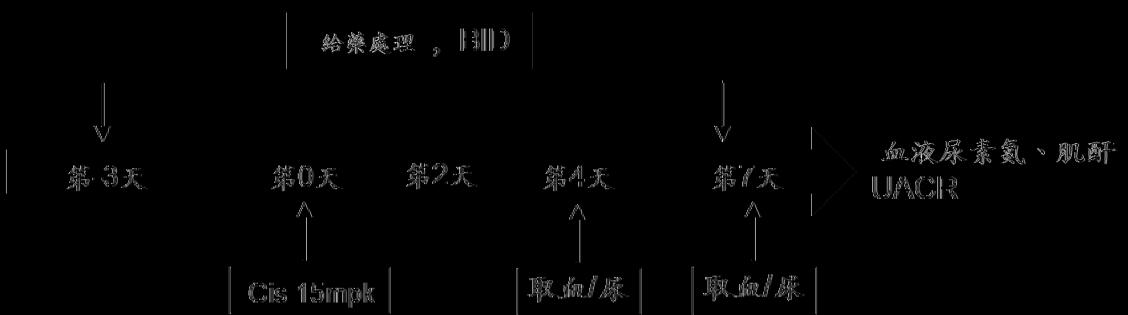 給藥處理，BID
第-3天 第0天 第2天 第4天 第7天
血液尿素氮、肌酐
UACR
Cis 15mpk 取血/尿 取血/尿